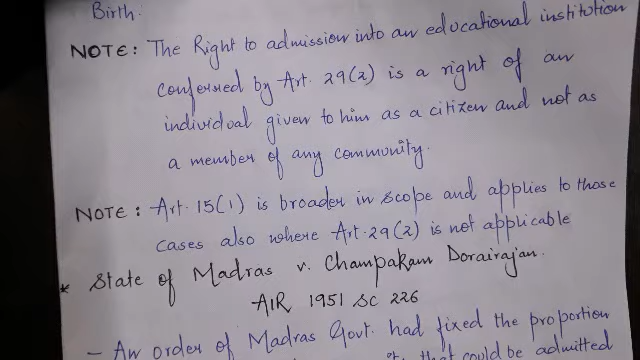 Birth.
NOTE: The Right to admission into an educational institution
conferred by Art. 29(2) is a right of an
individual given to him as a citizen and not as
a member of any community.
NOTE: Art. 15(1) is broader in scope and applies to those
cases also where Art. 29(2) is not applicable
* State of Madras v. Champakam Dorairajan.
AIR 1951 SC 226
- An order of Madras Govt. had fixed the proportion
that could be admitted